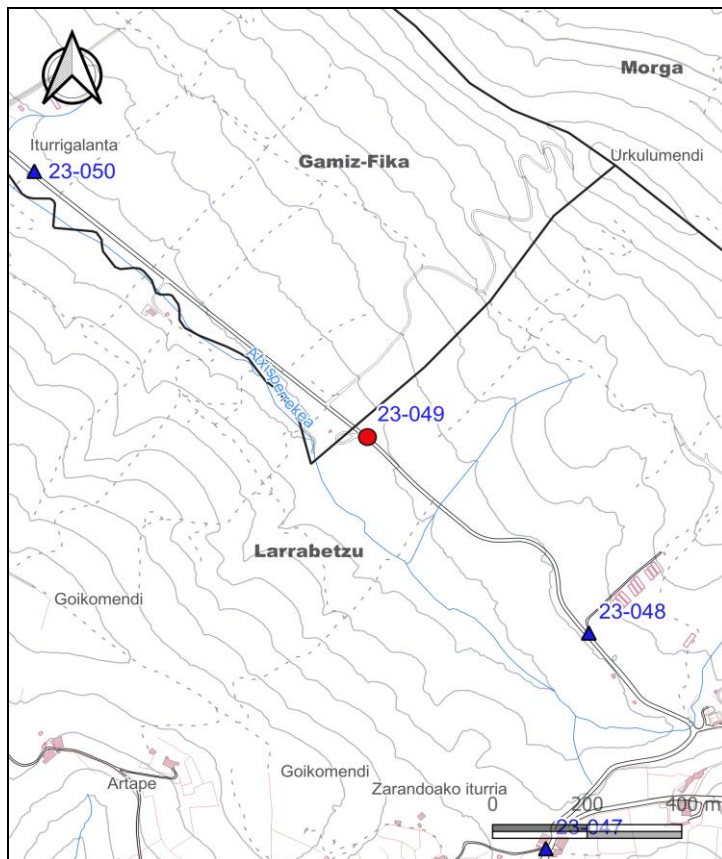 Morga
Iturrigalanta
Gamiz-Fika
Urkulumendi
23-050
Atxisperrekea
23-049
Larrabetzu
Goikomendi
23-048
Goikomendi
Artape
Zarandoako iturria
0 200 400 m
23-047